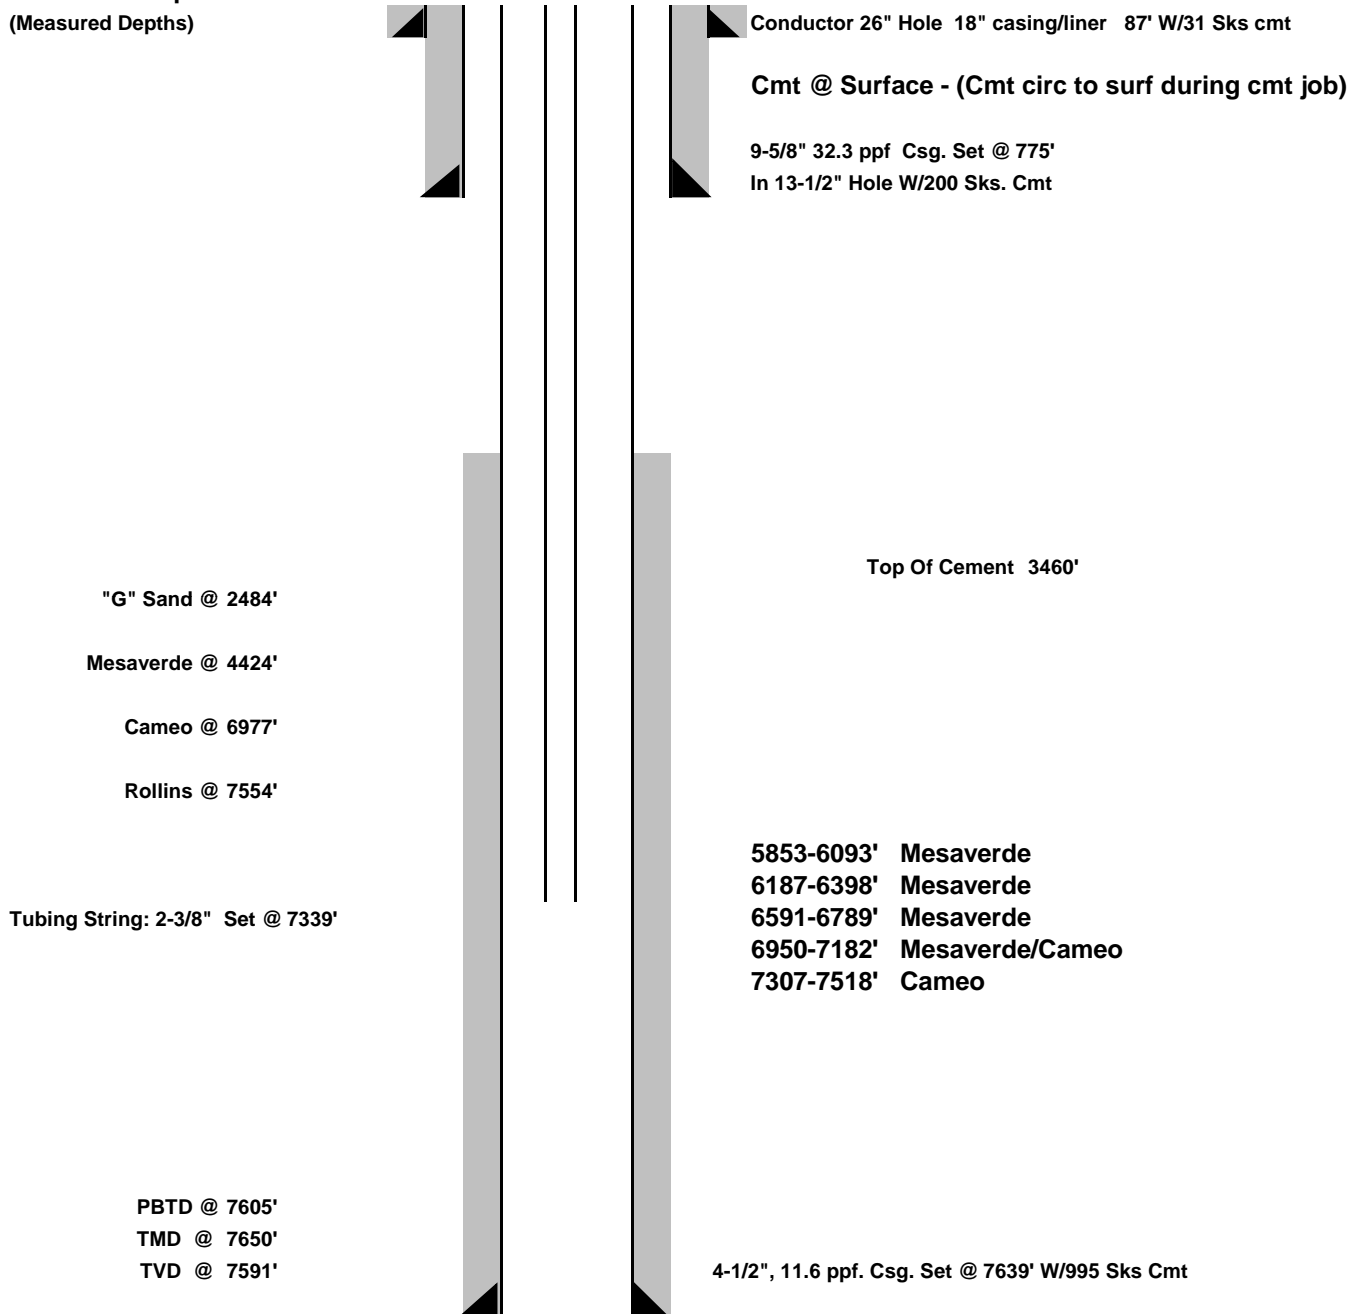 (Measured Depths)
Conductor 26" Hole 18" casing/liner 87' W/31 Sks cmt
Cmt @ Surface - (Cmt circ to surf during cmt job)
9-5/8" 32.3 ppf Csg. Set @ 775'
In 13-1/2" Hole W/200 Sks. Cmt
Top Of Cement 3460'
"G" Sand @ 2484'
Mesaverde @ 4424'
Cameo @ 6977'
Rollins @ 7554'
5853-6093' Mesaverde
6187-6398' Mesaverde
6591-6789' Mesaverde
6950-7182' Mesaverde/Cameo
7307-7518' Cameo
Tubing String: 2-3/8" Set @ 7339'
PBTD @ 7605'
TMD @ 7650'
TVD @ 7591'
4-1/2", 11.6 ppf. Csg. Set @ 7639' W/995 Sks Cmt